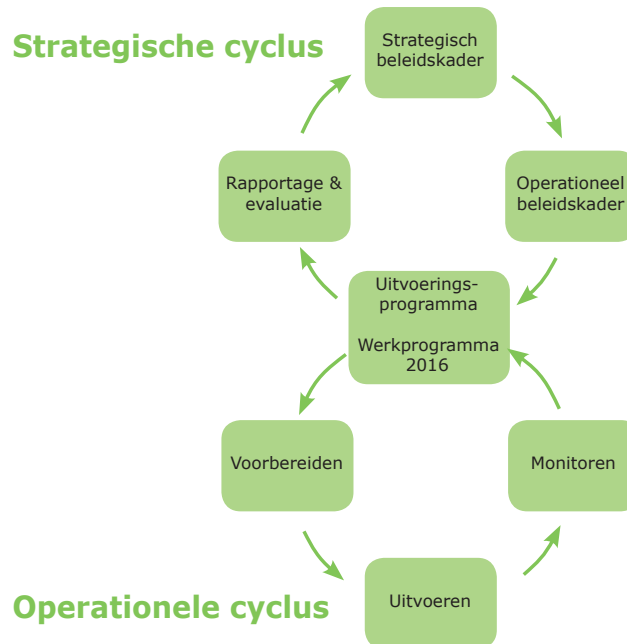 Strategische cyclus
Strategisch
beleidskader
Rapportage &
evaluatie
Operationeel
beleidskader
Uitvoerings-
programma
Werkprogramma
2016
Voorbereiden
Monitoren
Operationele cyclus
Uitvoeren